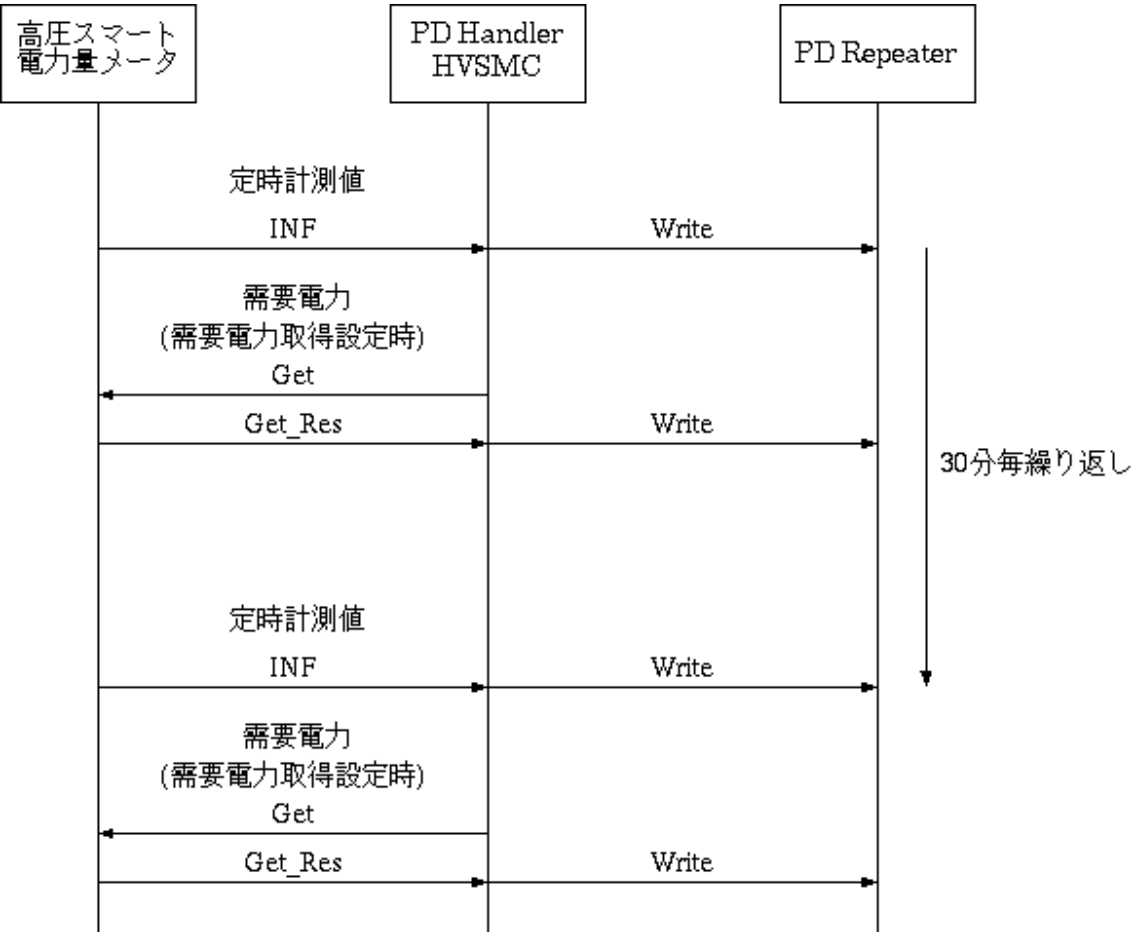 高圧スマート
電力量メータ
PD Handler
HVSMC
PD Repeater
定時計測値
INF
Write
需要電力
(需要電力取得設定時)
Get
Get_Res
Write
30分毎繰り返し
定時計測値
INF
Write
需要電力
(需要電力取得設定時)
Get
Get_Res
Write